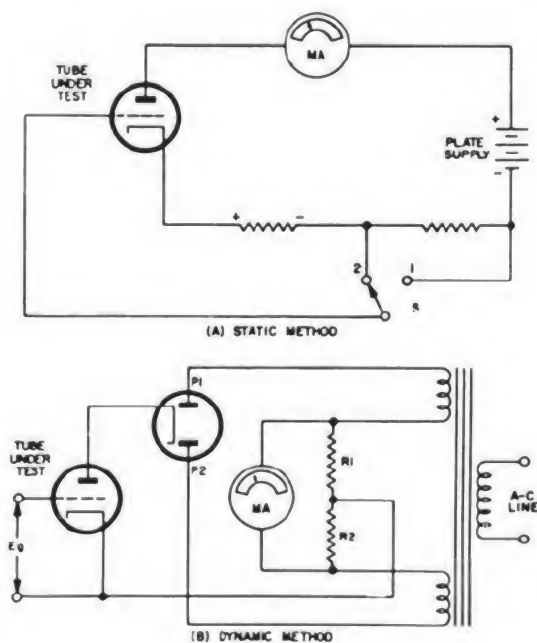 MA
TUBE
UNDER
TEST
+
PLATE
SUPPLY
-
+ -
2 1
S
(A) STATIC METHOD
P1
TUBE
UNDER
TEST
P2
MA
R1
R2
A-C
LINE
Eg
(B) DYNAMIC METHOD